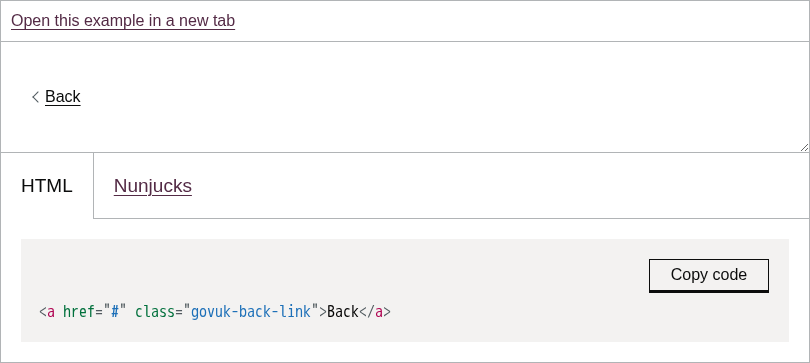 Open this example in a new tab
Back
HTML
Nunjucks
Copy code
<a href="#" class="govuk-back-link">Back</a>